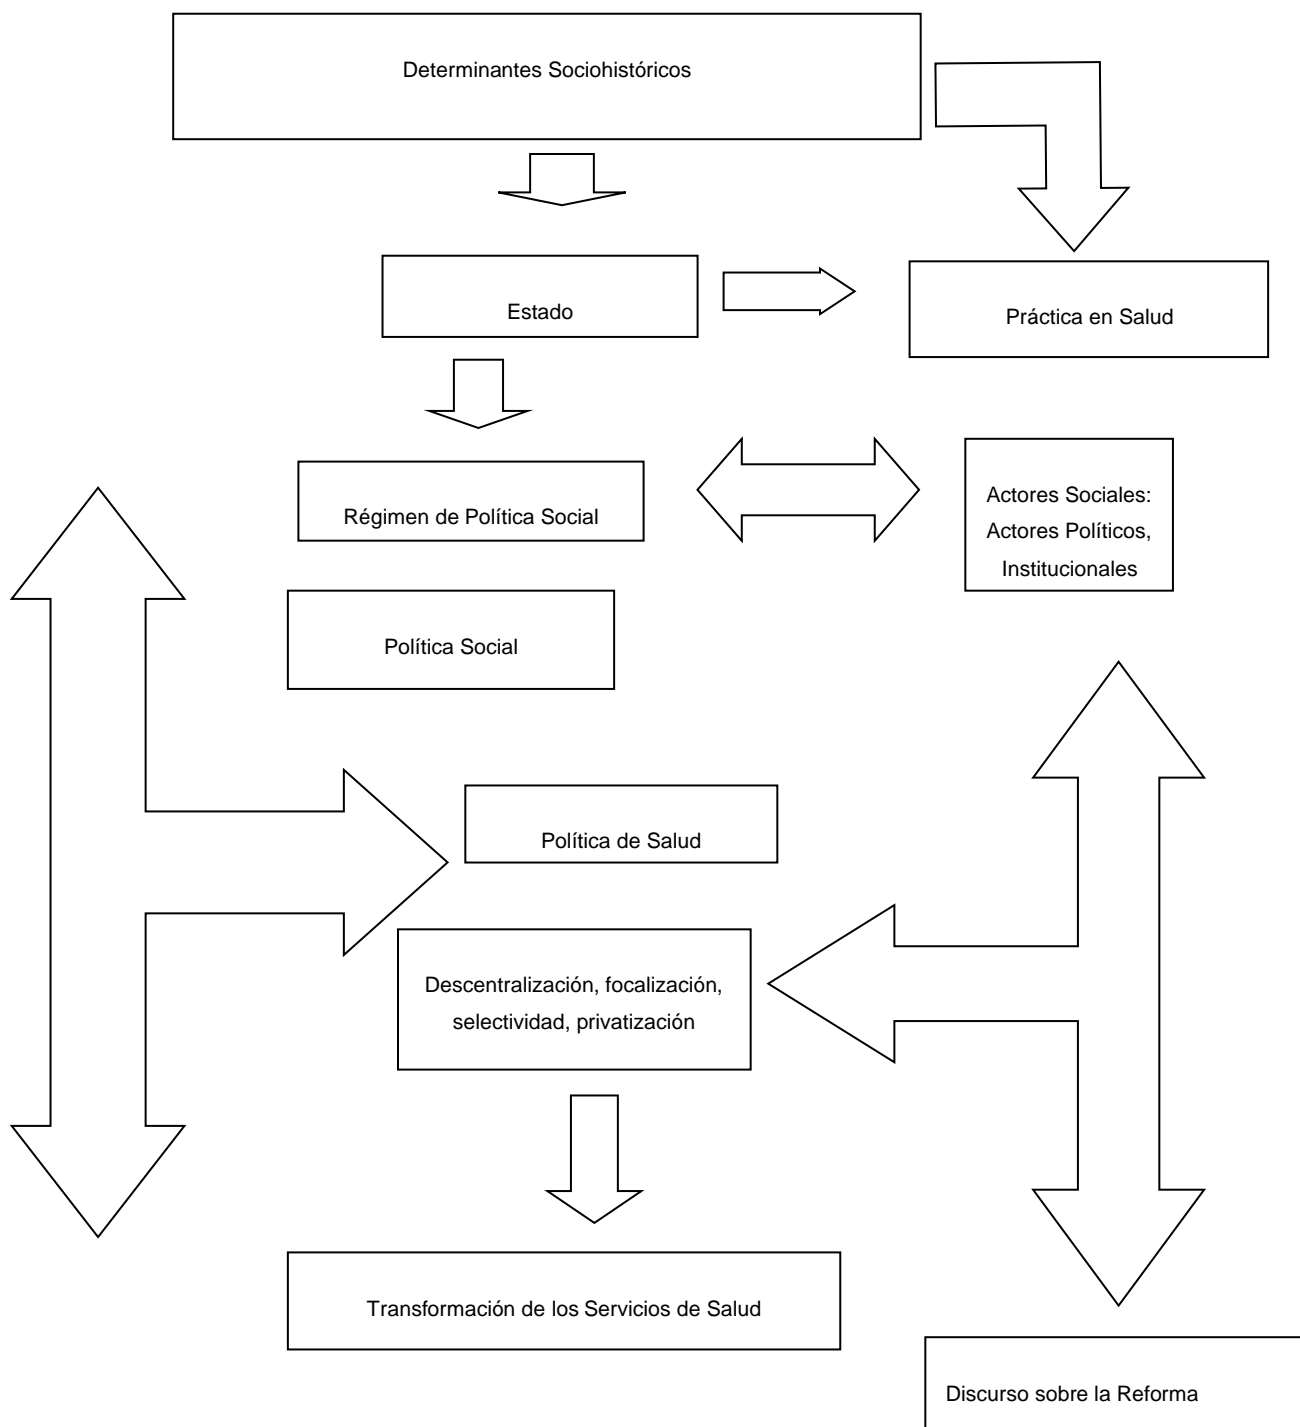 Determinantes Sociohistóricos
Estado
Práctica en Salud
Régimen de Política Social
Actores Sociales:
Actores Políticos,
Institucionales
Política Social
Política de Salud
Descentralización, focalización,
selectividad, privatización
Transformación de los Servicios de Salud
Discurso sobre la Reforma